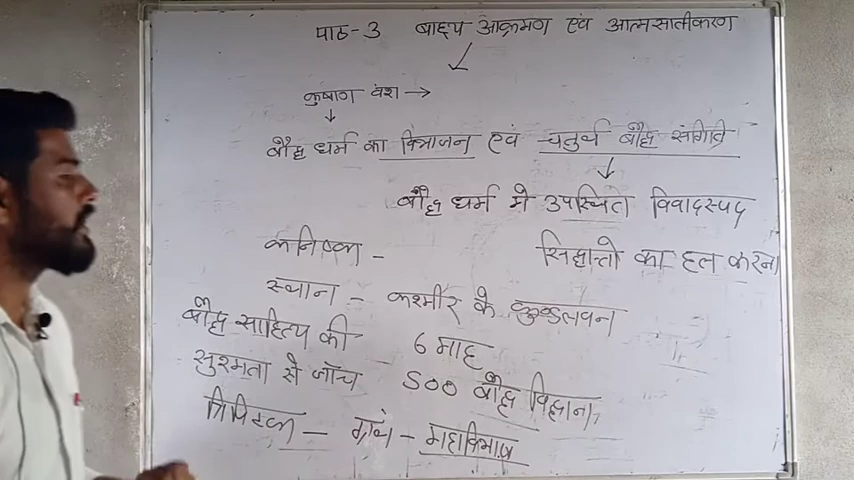 पाठ-3 बाह्य आक्रमण एवं आत्मसातीकरण
कुषाण वंश →
बौद्ध धर्म का विभाजन एवं चतुर्थ बौद्ध संगीति
बौद्ध धर्म मे उपस्थित विवादस्पद
सिद्धान्तो का हल करना
कनिष्क -
स्थान - कश्मीर के कुण्डलवन
बौद्ध साहित्य की 6 माह
सुक्ष्मता से जॉच 500 बौद्ध विद्वान
त्रिपिटक - ग्रंथ - महाविभाष